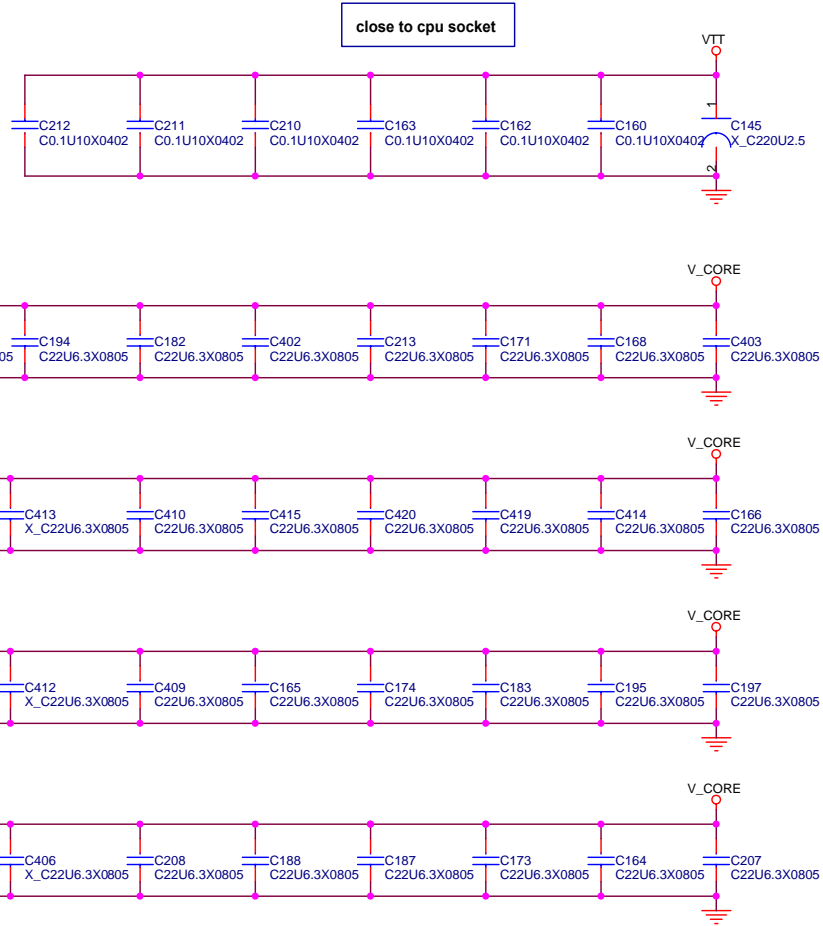 close to cpu socket
VTT
C212 C211 C210 C163 C162 C160 1 C145
C0.1U10X0402 C0.1U10X0402 C0.1U10X0402 C0.1U10X0402 C0.1U10X0402 C0.1U10X0402 X_C220U2.5
2
V_CORE
C194 C182 C402 C213 C171 C168 C403
05 C22U6.3X0805 C22U6.3X0805 C22U6.3X0805 C22U6.3X0805 C22U6.3X0805 C22U6.3X0805 C22U6.3X0805
V_CORE
C413 C410 C415 C420 C419 C414 C166
X_C22U6.3X0805 C22U6.3X0805 C22U6.3X0805 C22U6.3X0805 C22U6.3X0805 C22U6.3X0805 C22U6.3X0805
V_CORE
C412 C409 C165 C174 C183 C195 C197
X_C22U6.3X0805 C22U6.3X0805 C22U6.3X0805 C22U6.3X0805 C22U6.3X0805 C22U6.3X0805 C22U6.3X0805
V_CORE
C406 C208 C188 C187 C173 C164 C207
X_C22U6.3X0805 C22U6.3X0805 C22U6.3X0805 C22U6.3X0805 C22U6.3X0805 C22U6.3X0805 C22U6.3X0805